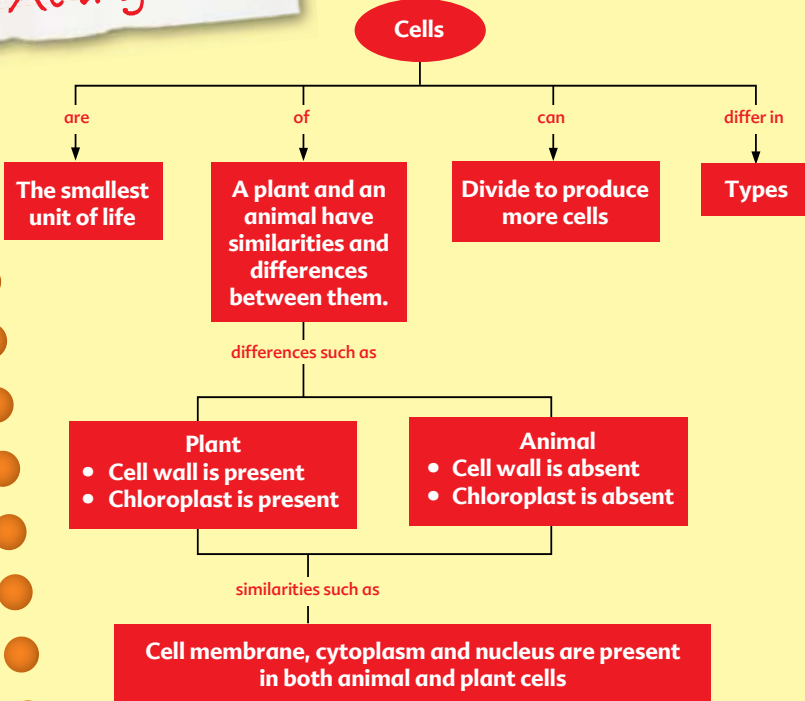 Cells
are
of
can
differ in
The smallest
unit of life
A plant and an
animal have
similarities and
differences
between them.
Divide to produce
more cells
Types
differences such as
Plant
• Cell wall is present
• Chloroplast is present
Animal
• Cell wall is absent
• Chloroplast is absent
similarities such as
Cell membrane, cytoplasm and nucleus are present
in both animal and plant cells